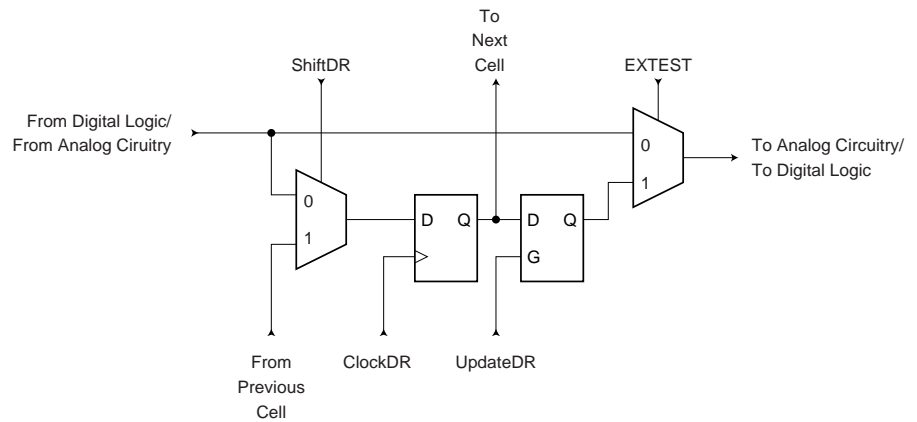 To
Next
Cell
ShiftDR
EXTEST
From Digital Logic/
From Analog Ciruitry
0
1
To Analog Circuitry/
To Digital Logic
0
1
D Q
D Q
G
From
Previous
Cell
ClockDR
UpdateDR